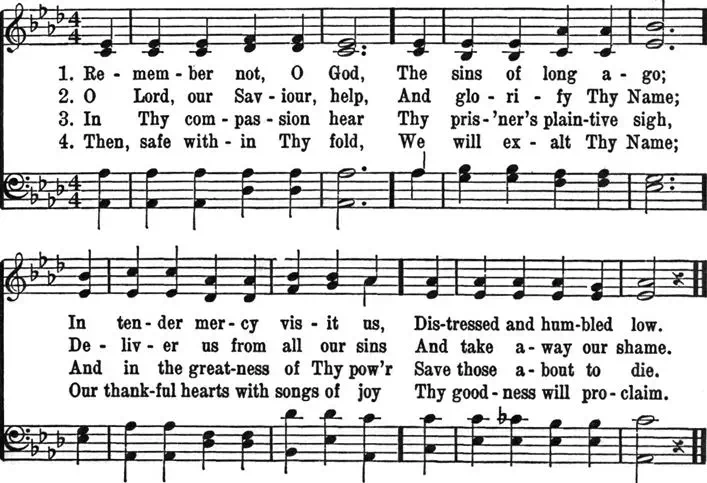 4 4
1. Re - mem - ber not, O God, The sins of long a - go;
2. O Lord, our Sav - iour, help, And glo - ri - fy Thy Name;
3. In Thy com - pas - sion hear Thy pris - 'ner's plain - tive sigh,
4. Then, safe with - in Thy fold, We will ex - alt Thy Name;
4 4
In ten - der mer - cy vis - it us, Dis - tressed and hum - bled low.
De - liv - er us from all our sins And take a - way our shame.
And in the great - ness of Thy pow'r Save those a - bout to die.
Our thank - ful hearts with songs of joy Thy good - ness will pro - claim.